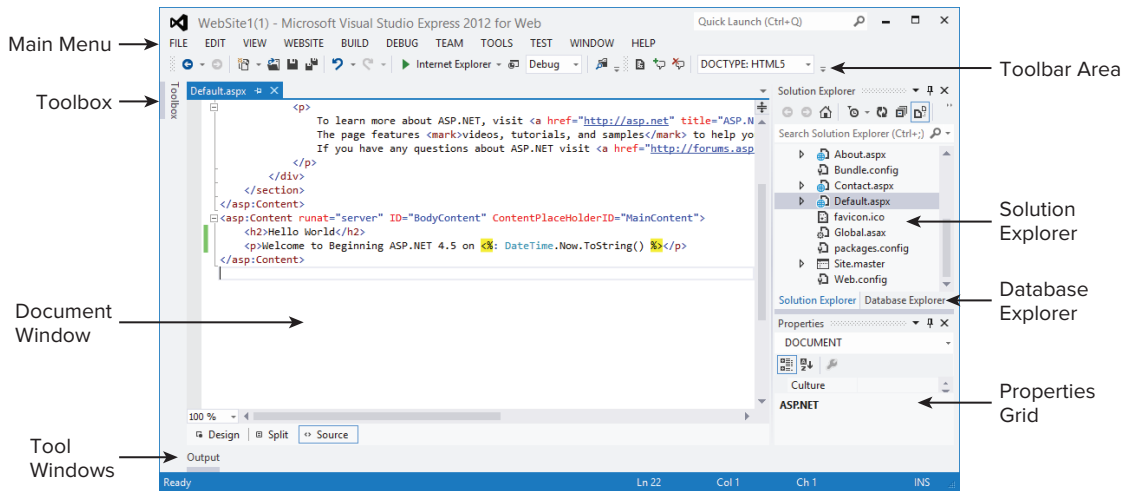 WebSite1(1) - Microsoft Visual Studio Express 2012 for Web
Quick Launch (Ctrl+Q)
Main Menu
FILE EDIT VIEW WEBSITE BUILD DEBUG TEAM TOOLS TEST WINDOW HELP
Internet Explorer Debug DOCTYPE: HTML5
Toolbar Area
Toolbox
Toolbox
Default.aspx
<p>
To learn more about ASP.NET, visit <a href="http://asp.net" title="ASP.N
The page features <mark>videos, tutorials, and samples</mark> to help yo
If you have any questions about ASP.NET visit <a href="http://forums.asp
</p>
</div>
</section>
</asp:Content>
<asp:Content runat="server" ID="BodyContent" ContentPlaceHolderID="MainContent">
<h2>Hello World</h2>
<p>Welcome to Beginning ASP.NET 4.5 on <%: DateTime.Now.ToString() %></p>
</asp:Content>
Solution Explorer
Search Solution Explorer (Ctrl+;)
About.aspx
Bundle.config
Contact.aspx
Default.aspx
favicon.ico
Global.asax
packages.config
Site.master
Web.config
Solution Explorer Database Explorer
Solution
Explorer
Database
Explorer
Document
Window
Properties
DOCUMENT
Culture
ASP.NET
Properties
Grid
100 %
Design Split Source
Tool
Windows
Output
Ready Ln 22 Col 1 Ch 1 INS